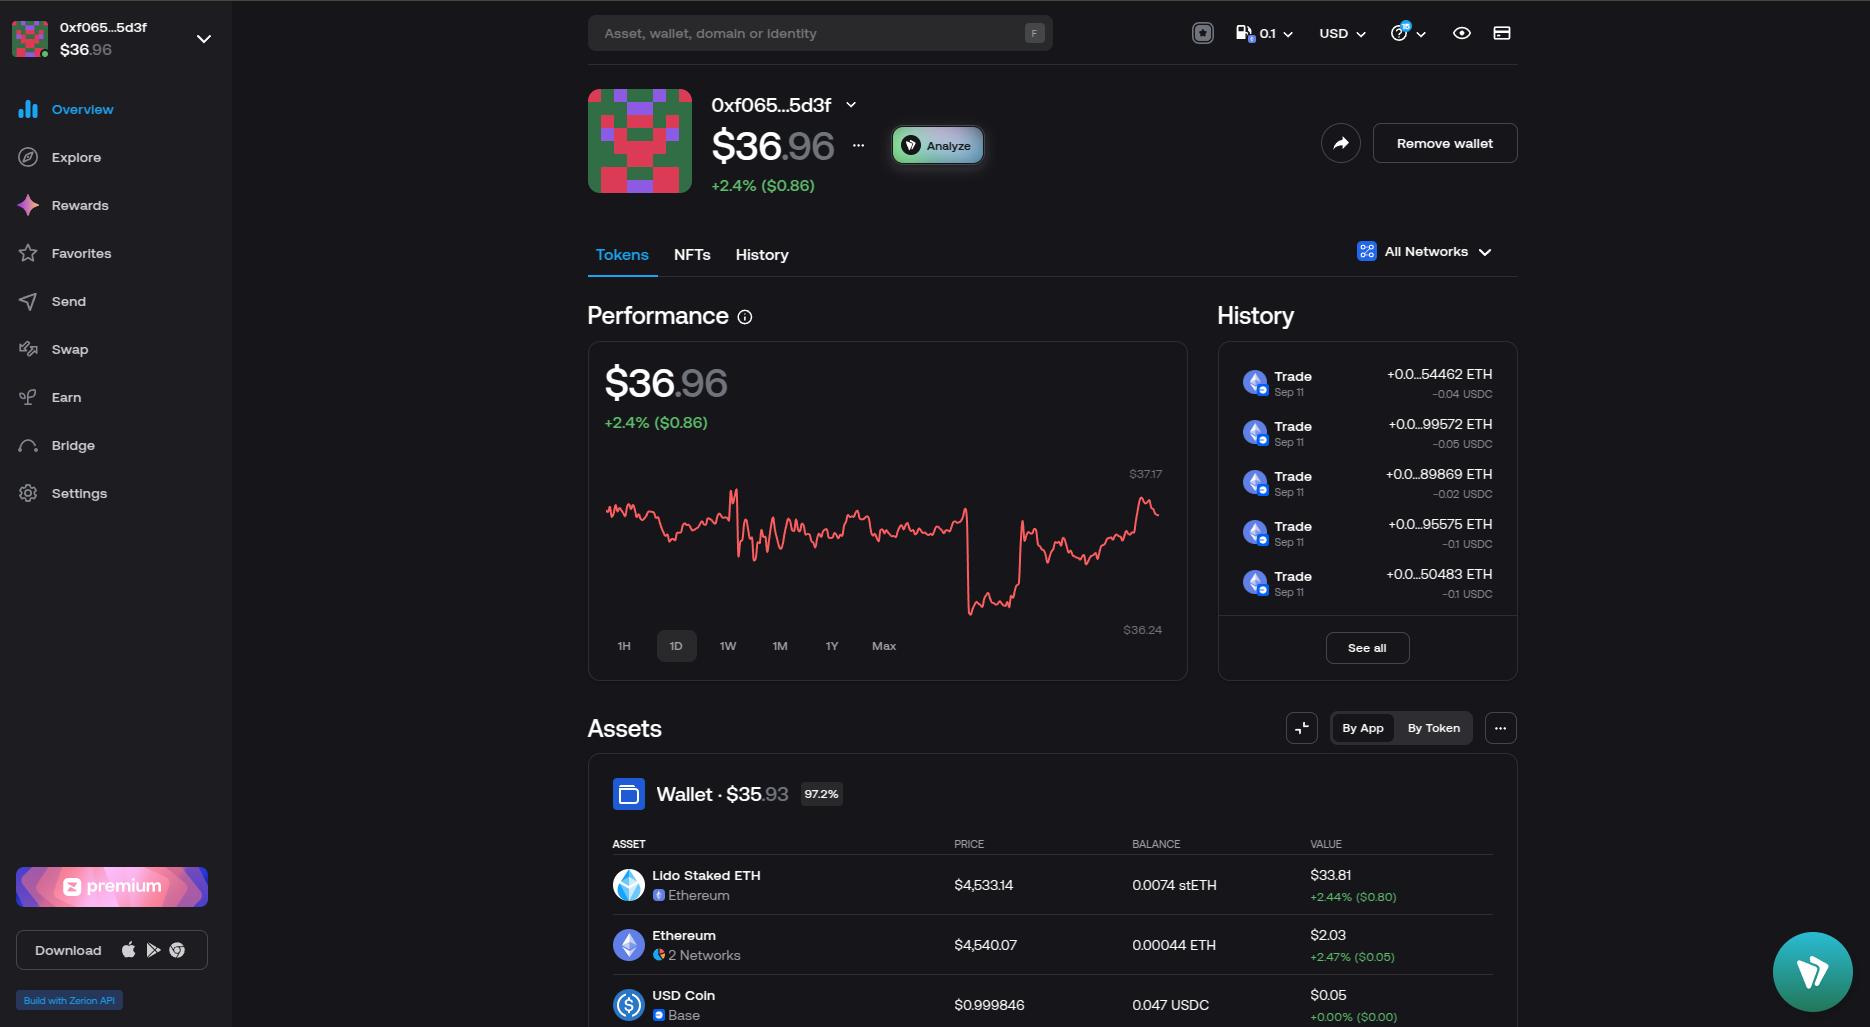 0xf065...5d3f
$36.96
Overview
Explore
Rewards
Favorites
Send
Swap
Earn
Bridge
Settings
premium
Download
Build with Zerion API
Asset, wallet, domain or identity
F
0.1
USD
15
0xf065...5d3f
$36.96
+2.4% ($0.86)
Analyze
Remove wallet
Tokens
NFTs
History
All Networks
Performance
$36.96
+2.4% ($0.86)
$37.17
$36.24
1H
1D
1W
1M
1Y
Max
History
Trade +0.0...54462 ETH
Sep 11 −0.04 USDC
Trade +0.0...99572 ETH
Sep 11 −0.05 USDC
Trade +0.0...89869 ETH
Sep 11 −0.02 USDC
Trade +0.0...95575 ETH
Sep 11 −0.1 USDC
Trade +0.0...50483 ETH
Sep 11 −0.1 USDC
See all
Assets
By App
By Token
Wallet · $35.93 97.2%
ASSET PRICE BALANCE VALUE
Lido Staked ETH
Ethereum
$4,533.14
0.0074 stETH
$33.81
+2.44% ($0.80)
Ethereum
2 Networks
$4,540.07
0.00044 ETH
$2.03
+2.47% ($0.05)
USD Coin
Base
$0.999846
0.047 USDC
$0.05
+0.00% ($0.00)